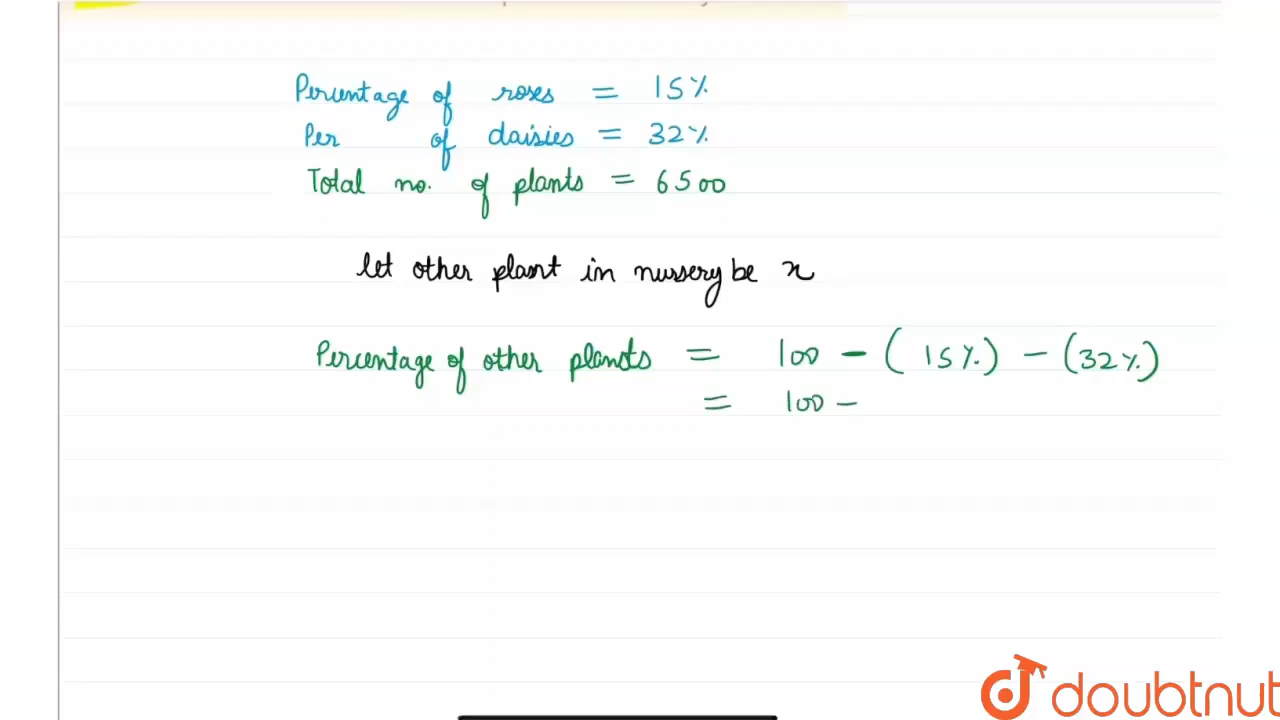 Percentage of roses = 15%
Per of daisies = 32%
Total no. of plants = 6500
let other plant in nursery be x
Percentage of other plants = 100 - (15%) - (32%)
= 100 -
doubtnut